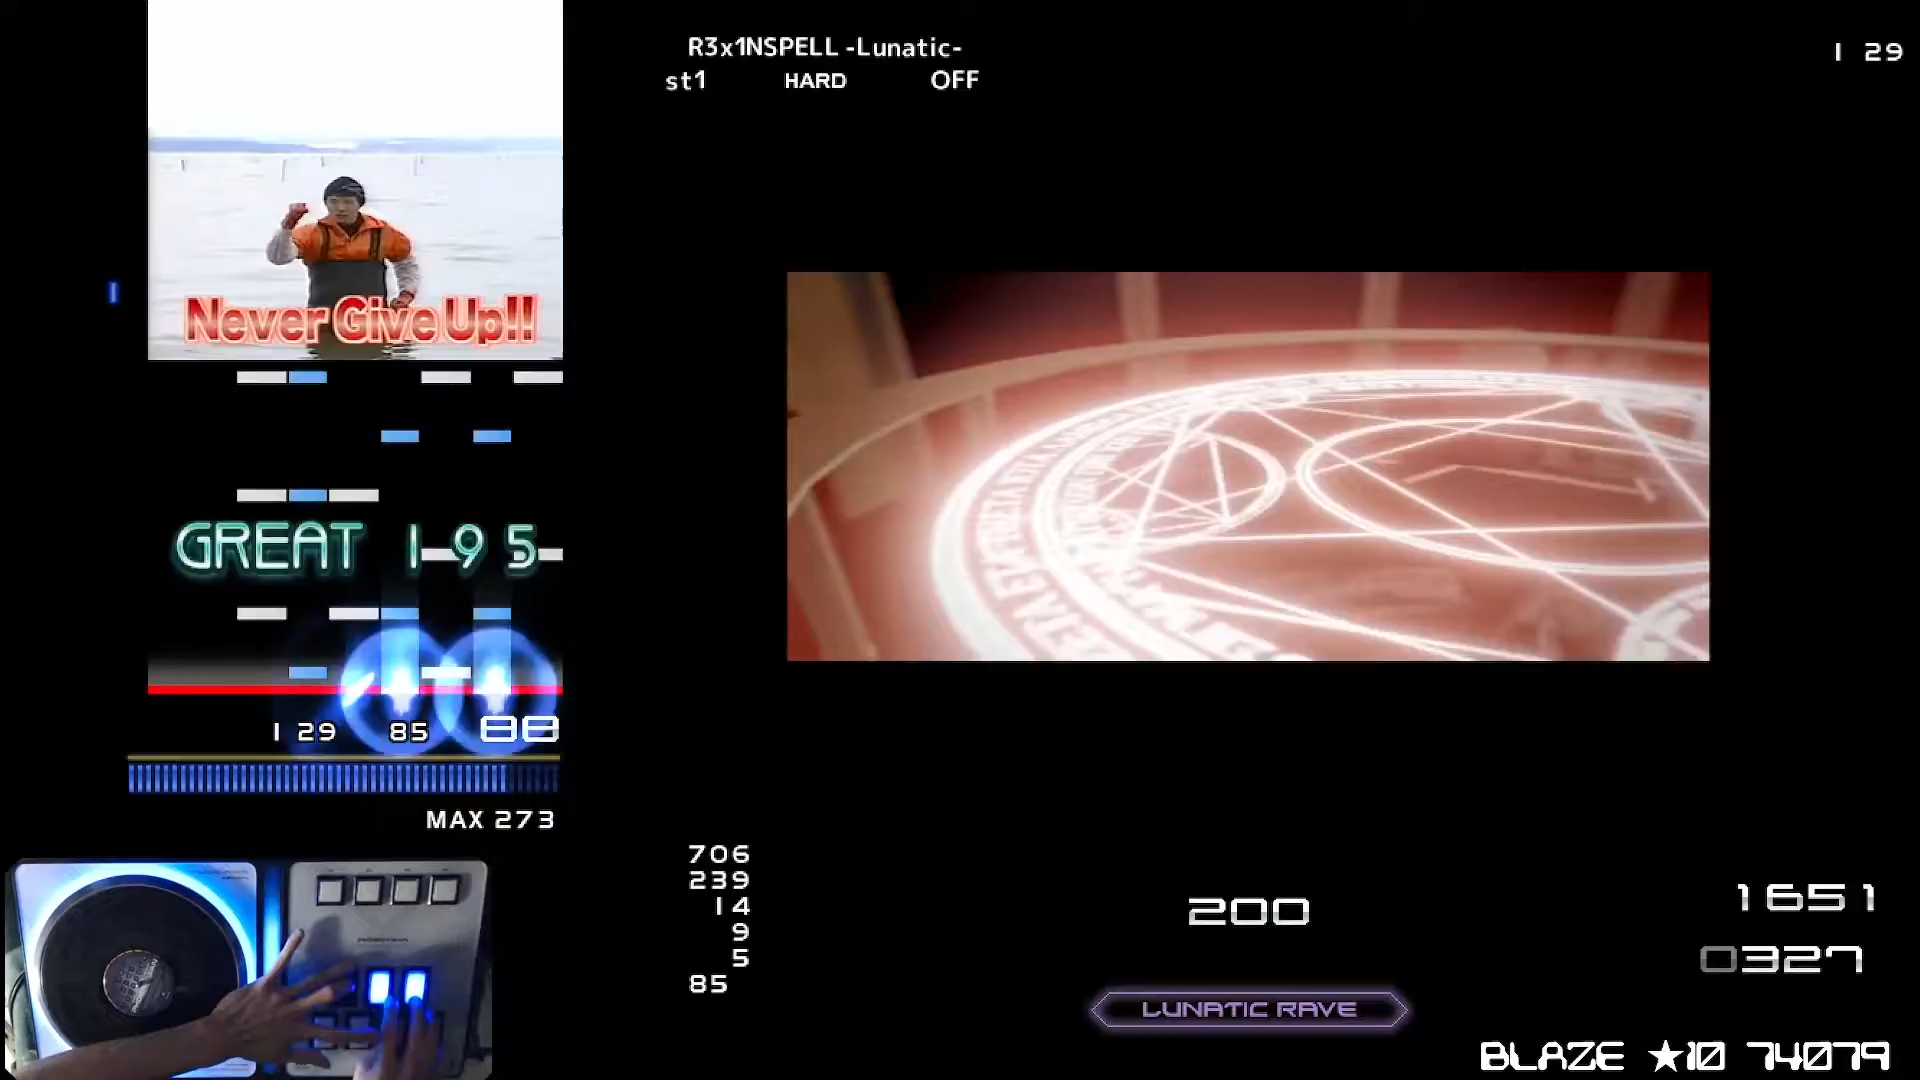 R3x1NSPELL -Lunatic-
st1 HARD OFF
1 29
Never Give Up!!
GREAT 195
1 29 85 88
MAX 273
706
239
14
9
5
85
200
1651
0327
LUNATIC RAVE
BLAZE ★10 74079